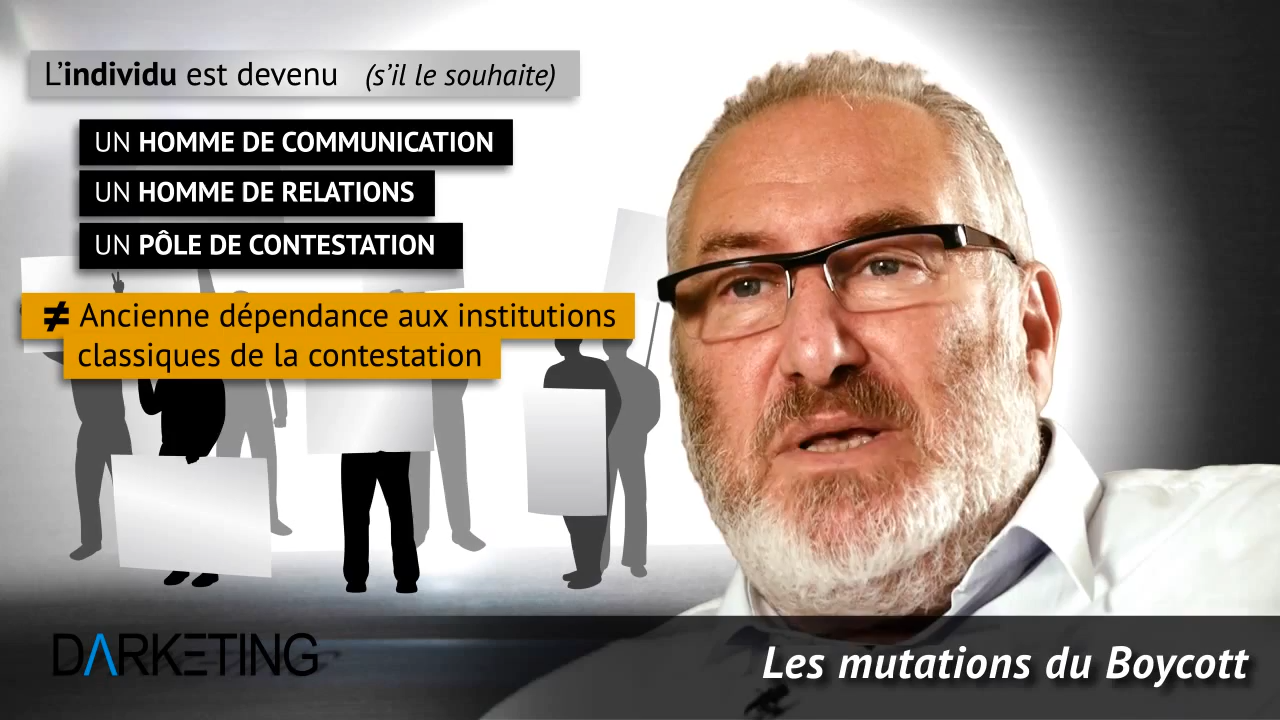 L'individu est devenu (s'il le souhaite)
UN HOMME DE COMMUNICATION
UN HOMME DE RELATIONS
UN PÔLE DE CONTESTATION
≠ Ancienne dépendance aux institutions
classiques de la contestation
DARKETING
Les mutations du Boycott